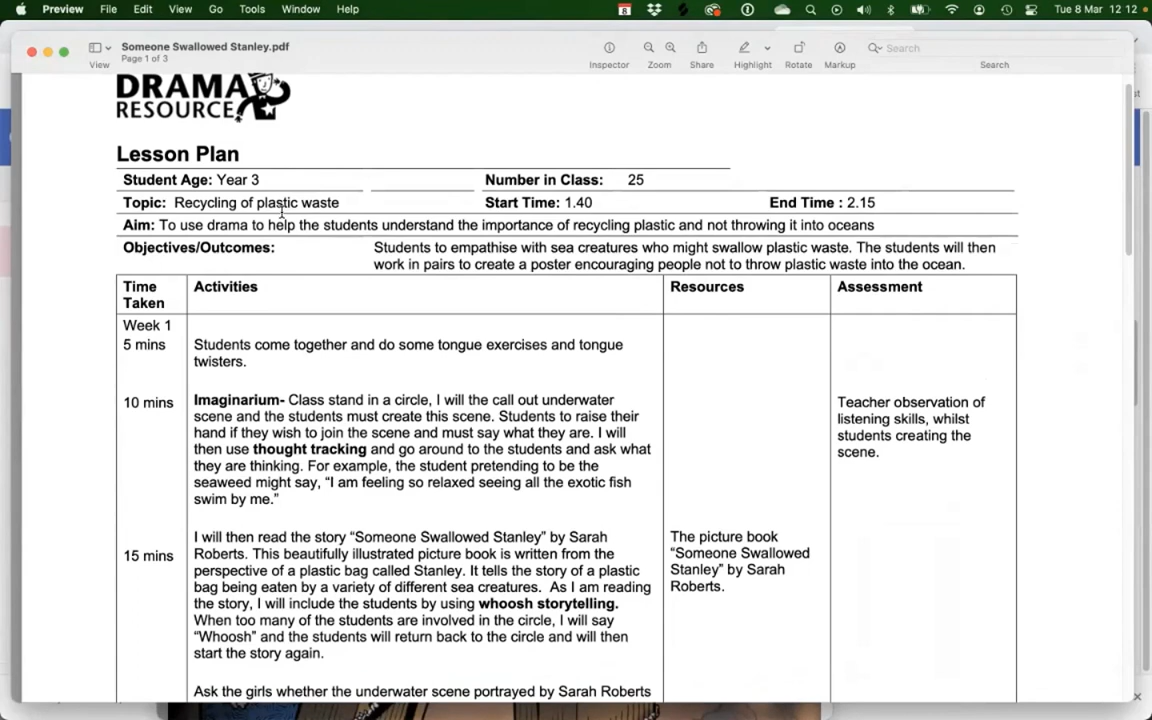 Preview File Edit View Go Tools Window Help 8 Tue 8 Mar 12:12
Someone Swallowed Stanley.pdf
Page 1 of 3
View Inspector Zoom Share Highlight Rotate Markup Search
Search
DRAMA
RESOURCE
Lesson Plan
Student Age: Year 3 Number in Class: 25
Topic: Recycling of plastic waste Start Time: 1.40 End Time : 2.15
Aim: To use drama to help the students understand the importance of recycling plastic and not throwing it into oceans
Objectives/Outcomes: Students to empathise with sea creatures who might swallow plastic waste. The students will then
work in pairs to create a poster encouraging people not to throw plastic waste into the ocean.
Time
Taken
Activities
Resources
Assessment
Week 1
5 mins
Students come together and do some tongue exercises and tongue
twisters.
10 mins
Imaginarium- Class stand in a circle, I will the call out underwater
scene and the students must create this scene. Students to raise their
hand if they wish to join the scene and must say what they are. I will
then use thought tracking and go around to the students and ask what
they are thinking. For example, the student pretending to be the
seaweed might say, “I am feeling so relaxed seeing all the exotic fish
swim by me.”
Teacher observation of
listening skills, whilst
students creating the
scene.
15 mins
I will then read the story “Someone Swallowed Stanley” by Sarah
Roberts. This beautifully illustrated picture book is written from the
perspective of a plastic bag called Stanley. It tells the story of a plastic
bag being eaten by a variety of different sea creatures. As I am reading
the story, I will include the students by using whoosh storytelling.
When too many of the students are involved in the circle, I will say
“Whoosh” and the students will return back to the circle and will then
start the story again.
The picture book
“Someone Swallowed
Stanley” by Sarah
Roberts.
Ask the girls whether the underwater scene portrayed by Sarah Roberts